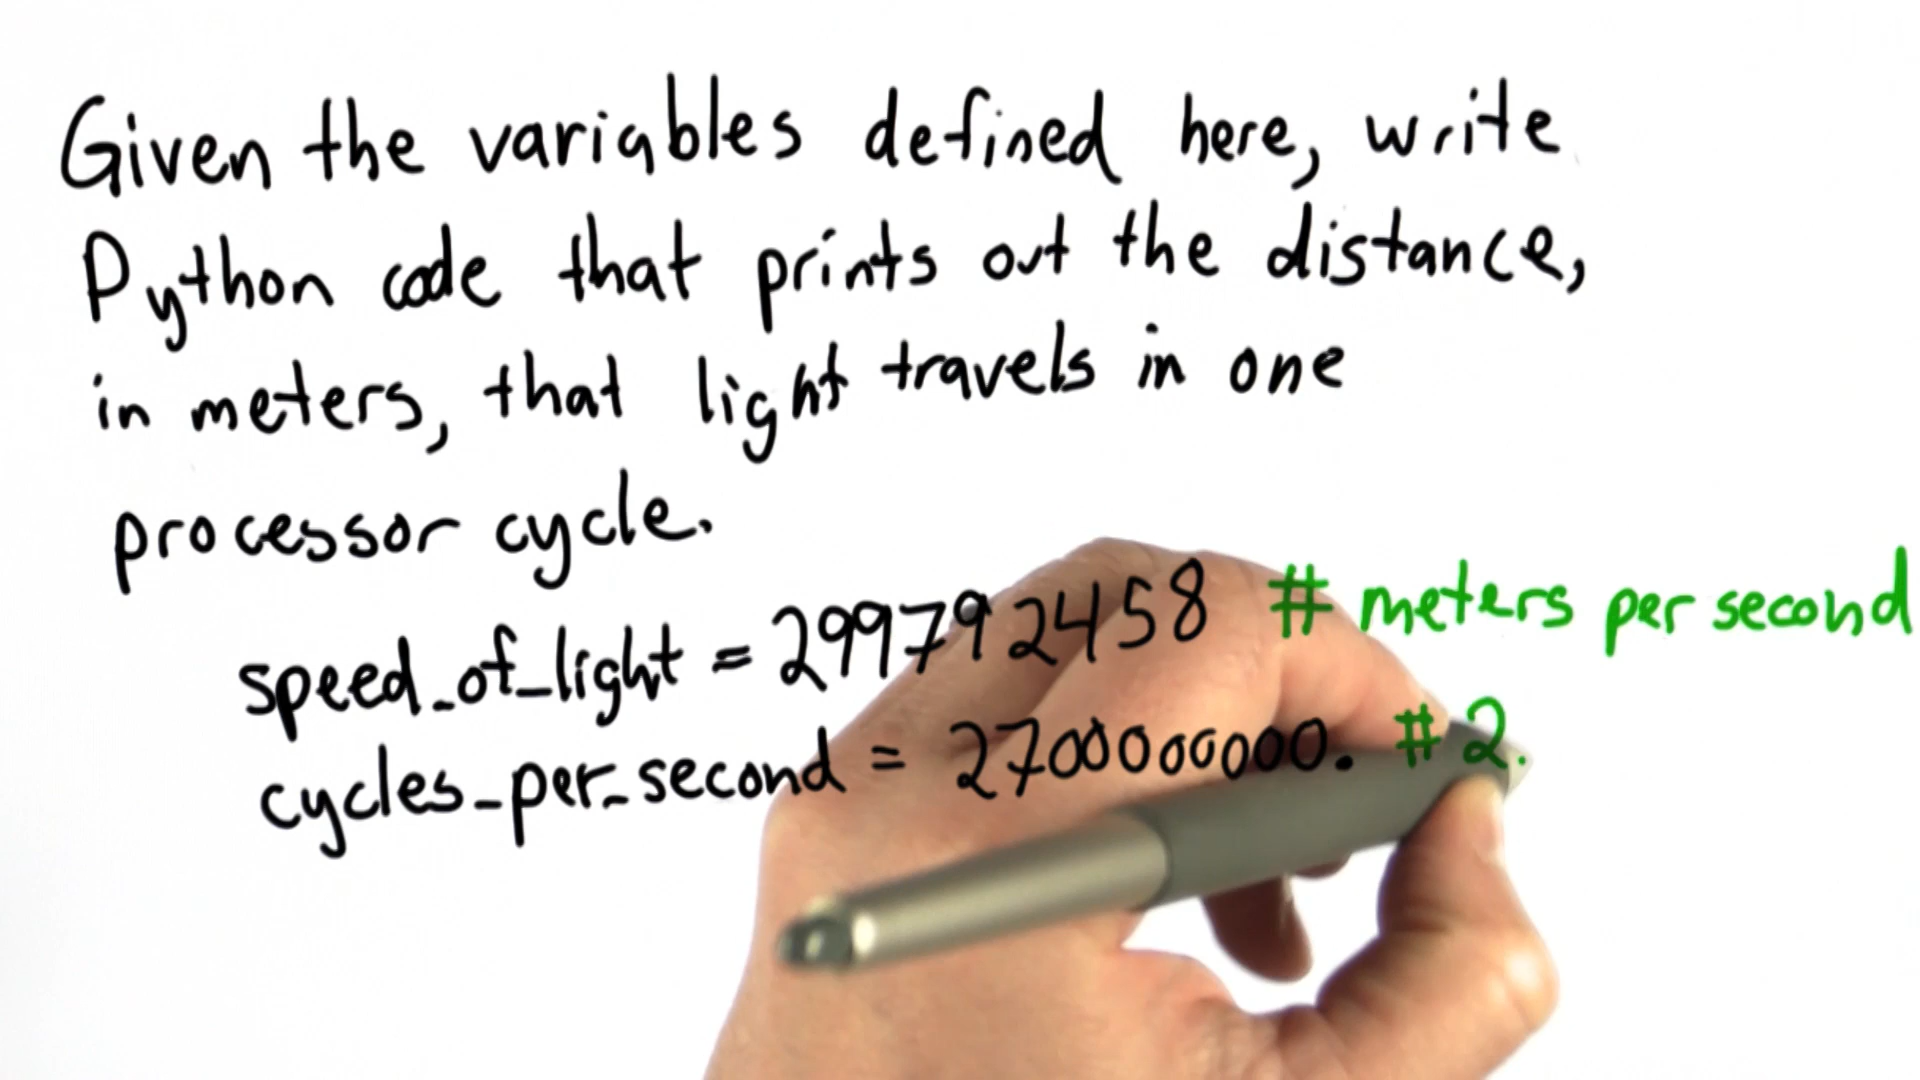 Given the variables defined here, write
Python code that prints out the distance,
in meters, that light travels in one
processor cycle.
speed_of_light = 299792458 # meters per second
cycles_per_second = 2700000000. # 2.